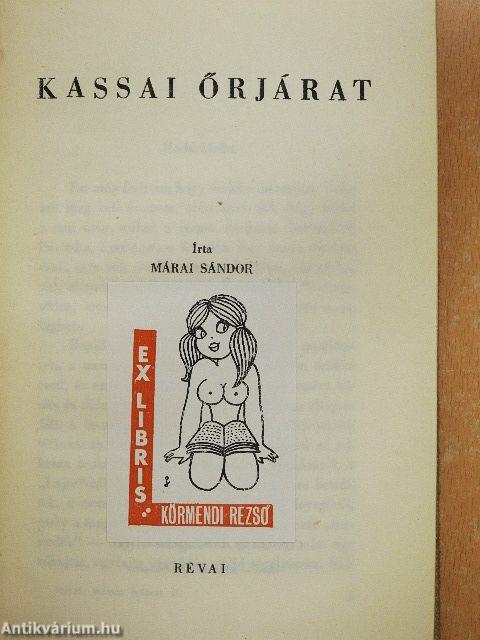 KASSAI ŐRJÁRAT
Írta
MÁRAI SÁNDOR
EX LIBRIS
KÖRMENDI REZSŐ
RÉVAI
Antikvárium.hu